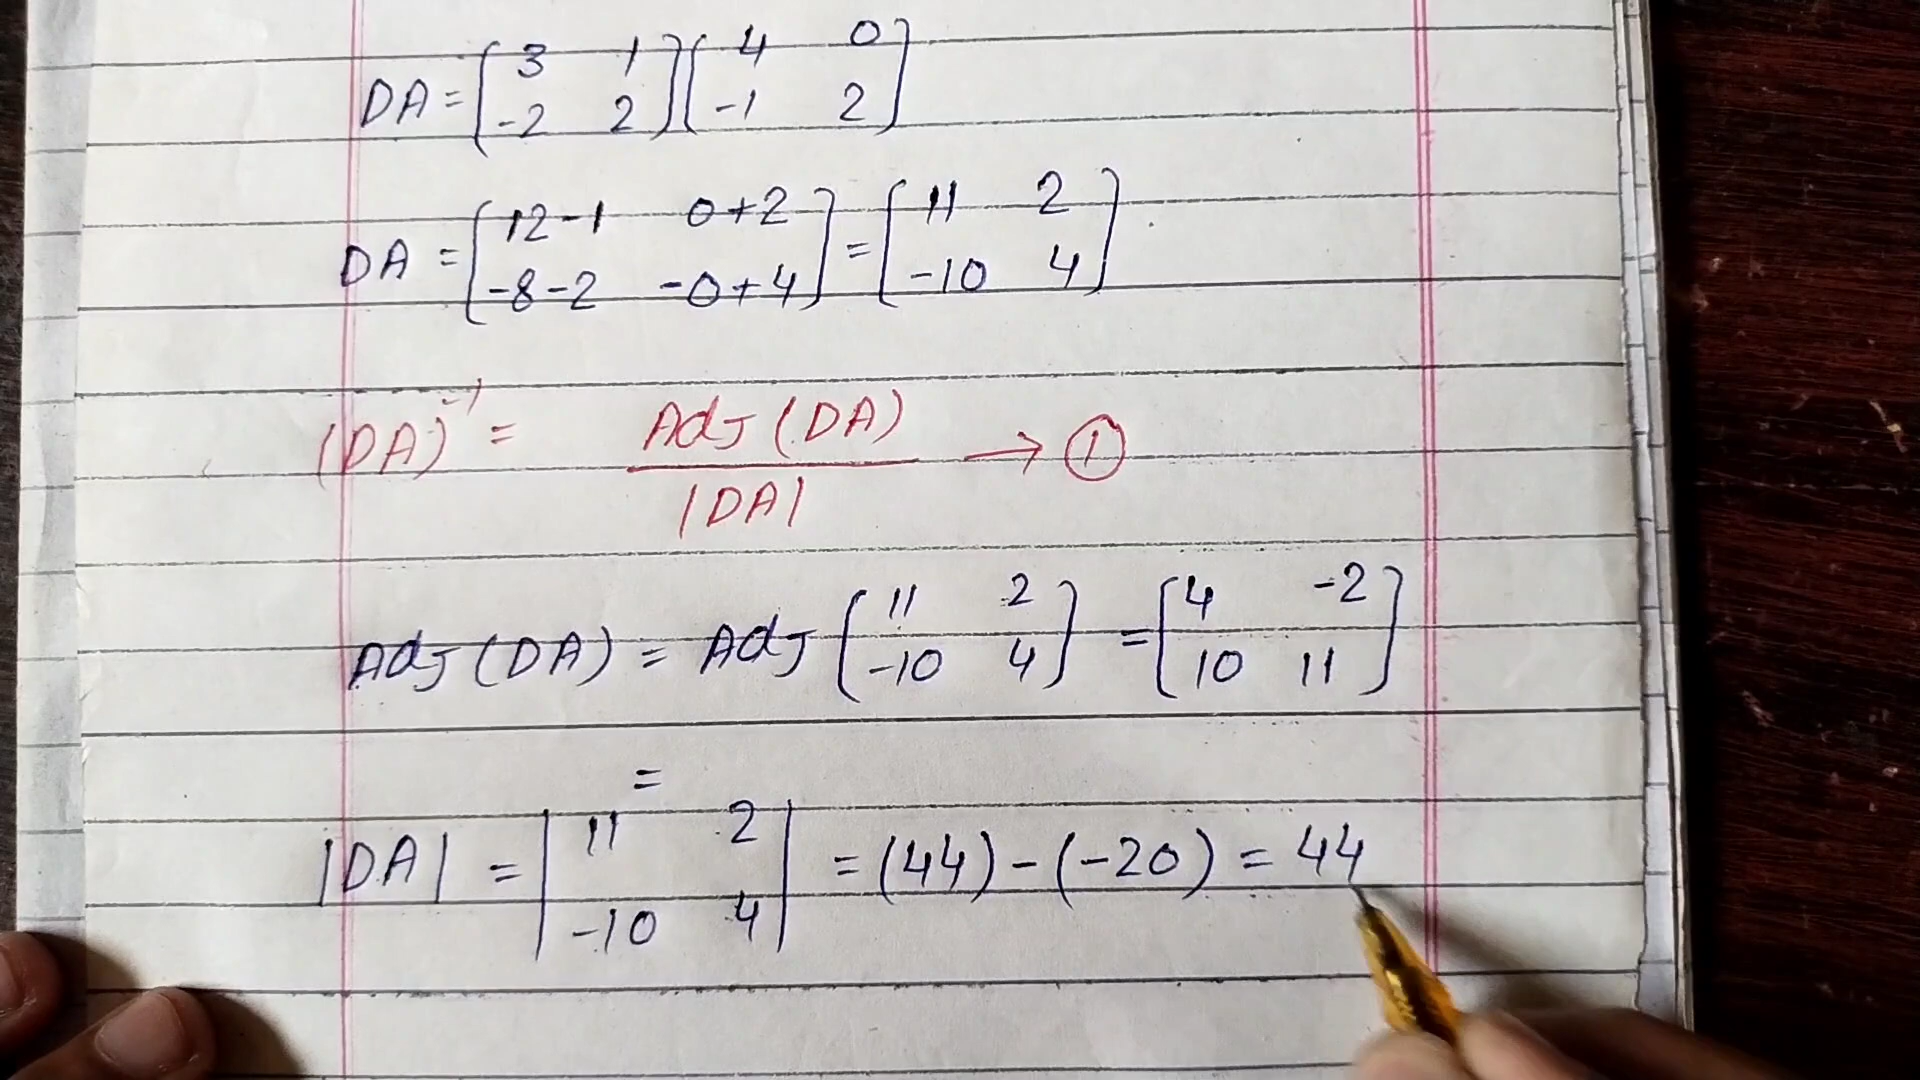 DA = [3 1 -2 2] [4 0 -1 2]
DA = [12-1 0+2 -8-2 -0+4] = [11 2 -10 4]
(DA)⁻¹ = Adj (DA) / |DA| → ①
Adj (DA) = Adj [11 2 -10 4] = [4 -2 10 11]
=
|DA| = |11 2 -10 4| = (44) - (-20) = 44